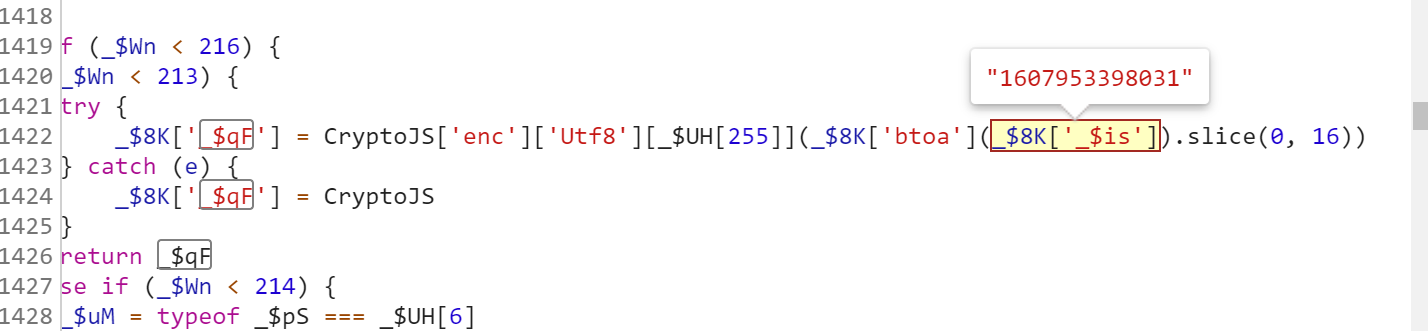 1418
1419 f (_$Wn < 216) {
1420 _$Wn < 213) {
"1607953398031"
1421 try {
1422 _$8K['_$qF'] = CryptoJS['enc']['Utf8'][_$UH[255]](_$8K['btoa'](_$8K['_$is']).slice(0, 16))
1423 } catch (e) {
1424 _$8K['_$qF'] = CryptoJS
1425 }
1426 return _$qF
1427 se if (_$Wn < 214) {
1428 _$uM = typeof _$pS === _$UH[6]